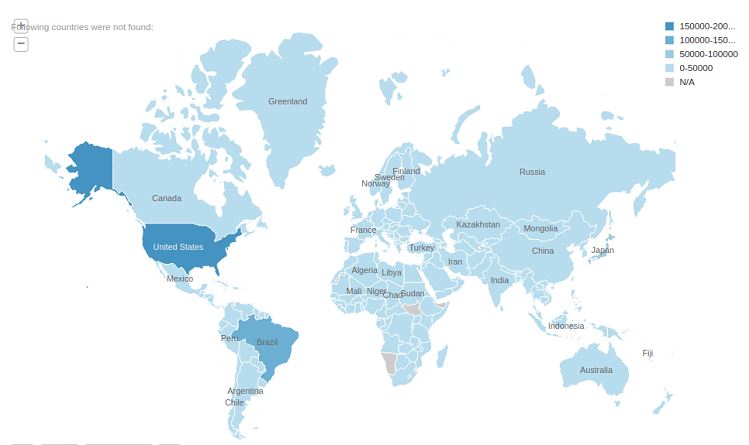 Following countries were not found:
+
−
150000-200...
100000-150...
50000-100000
0-50000
N/A
Greenland
Russia
Finland
Sweden
Norway
Canada
France
Kazakhstan
Mongolia
United States
Turkey
Japan
China
Iran
Algeria
Libya
Mexico
India
Mali
Niger
Chad
Sudan
Indonesia
Peru
Brazil
Fiji
Australia
Argentina
Chile